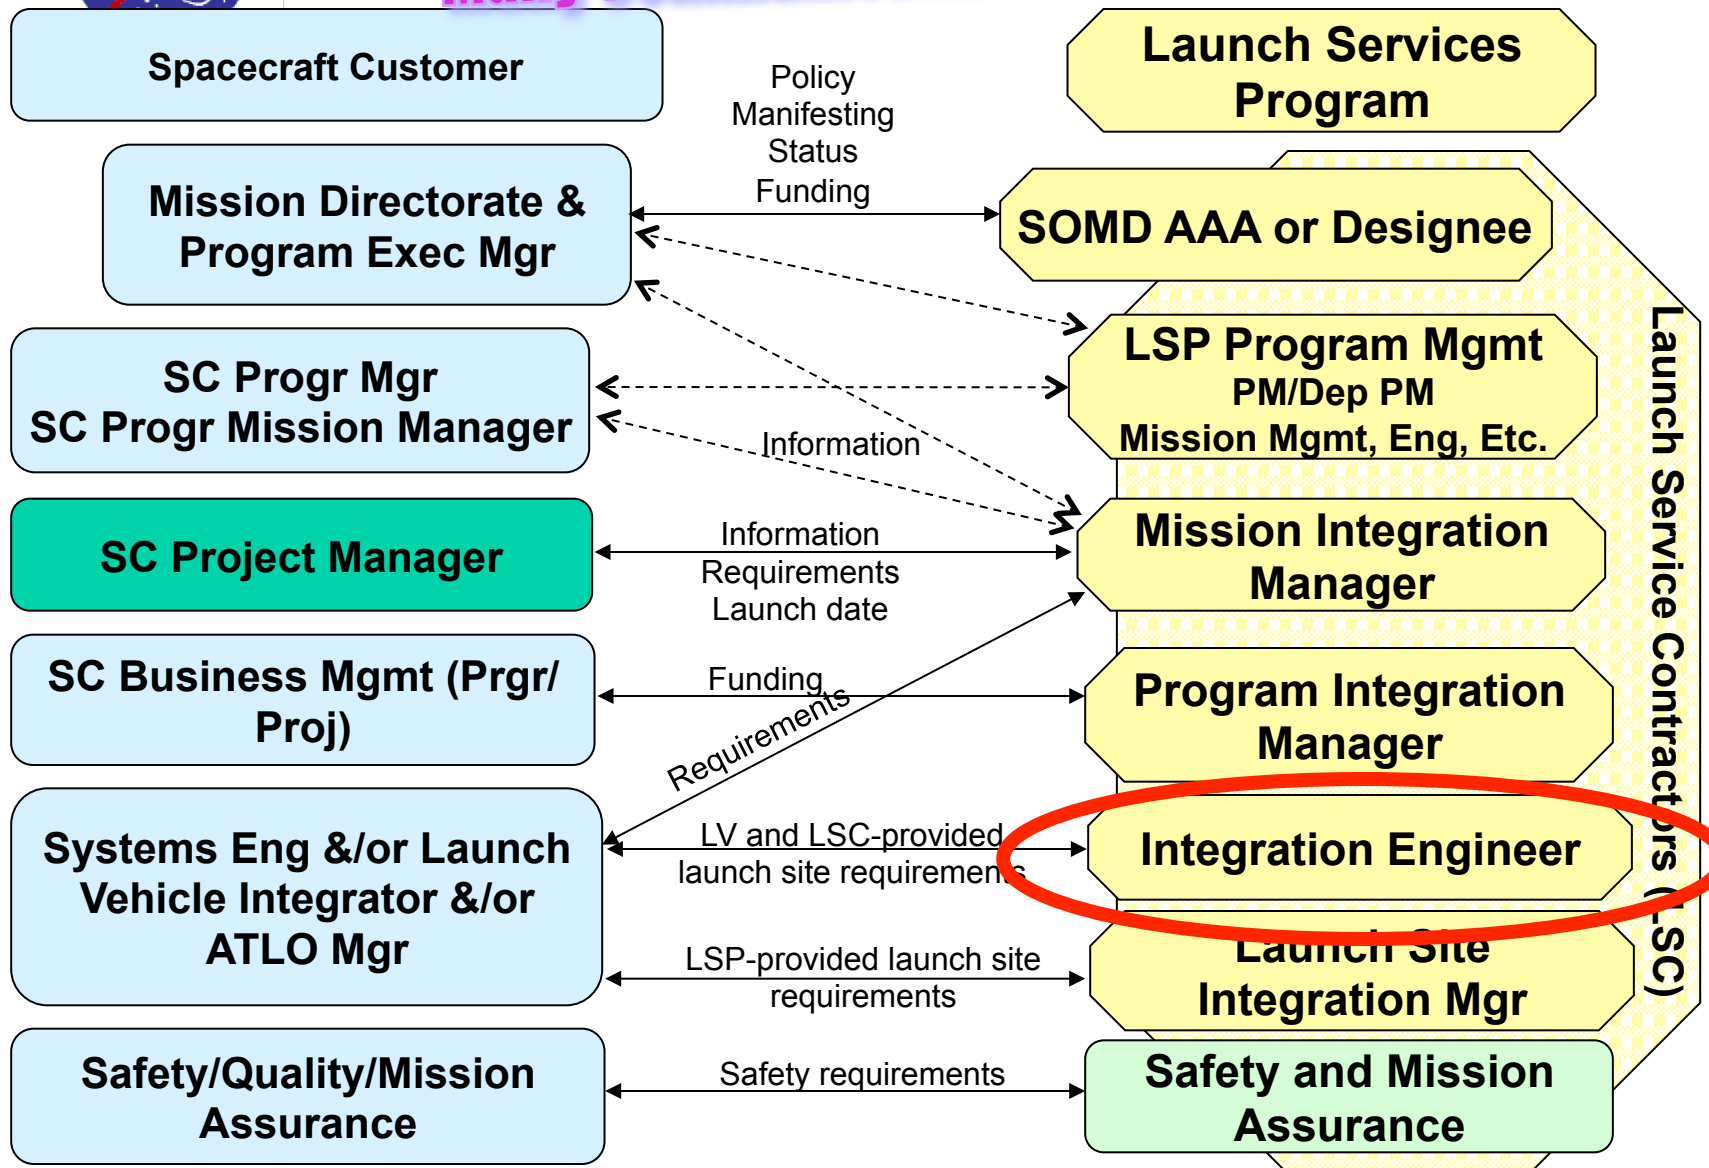 Spacecraft Customer
Launch Services
Program
Policy
Manifesting
Status
Funding
Mission Directorate &
Program Exec Mgr
SOMD AAA or Designee
SC Progr Mgr
SC Progr Mission Manager
LSP Program Mgmt
PM/Dep PM
Mission Mgmt, Eng, Etc.
Information
SC Project Manager
Information
Requirements
Launch date
Mission Integration
Manager
SC Business Mgmt (Prgr/
Proj)
Funding
Requirements
Program Integration
Manager
Systems Eng &/or Launch
Vehicle Integrator &/or
ATLO Mgr
LV and LSC-provided
launch site requirements
Integration Engineer
LSP-provided launch site
requirements
Launch Site
Integration Mgr
Safety/Quality/Mission
Assurance
Safety requirements
Safety and Mission
Assurance
Launch Service Contractors (LSC)